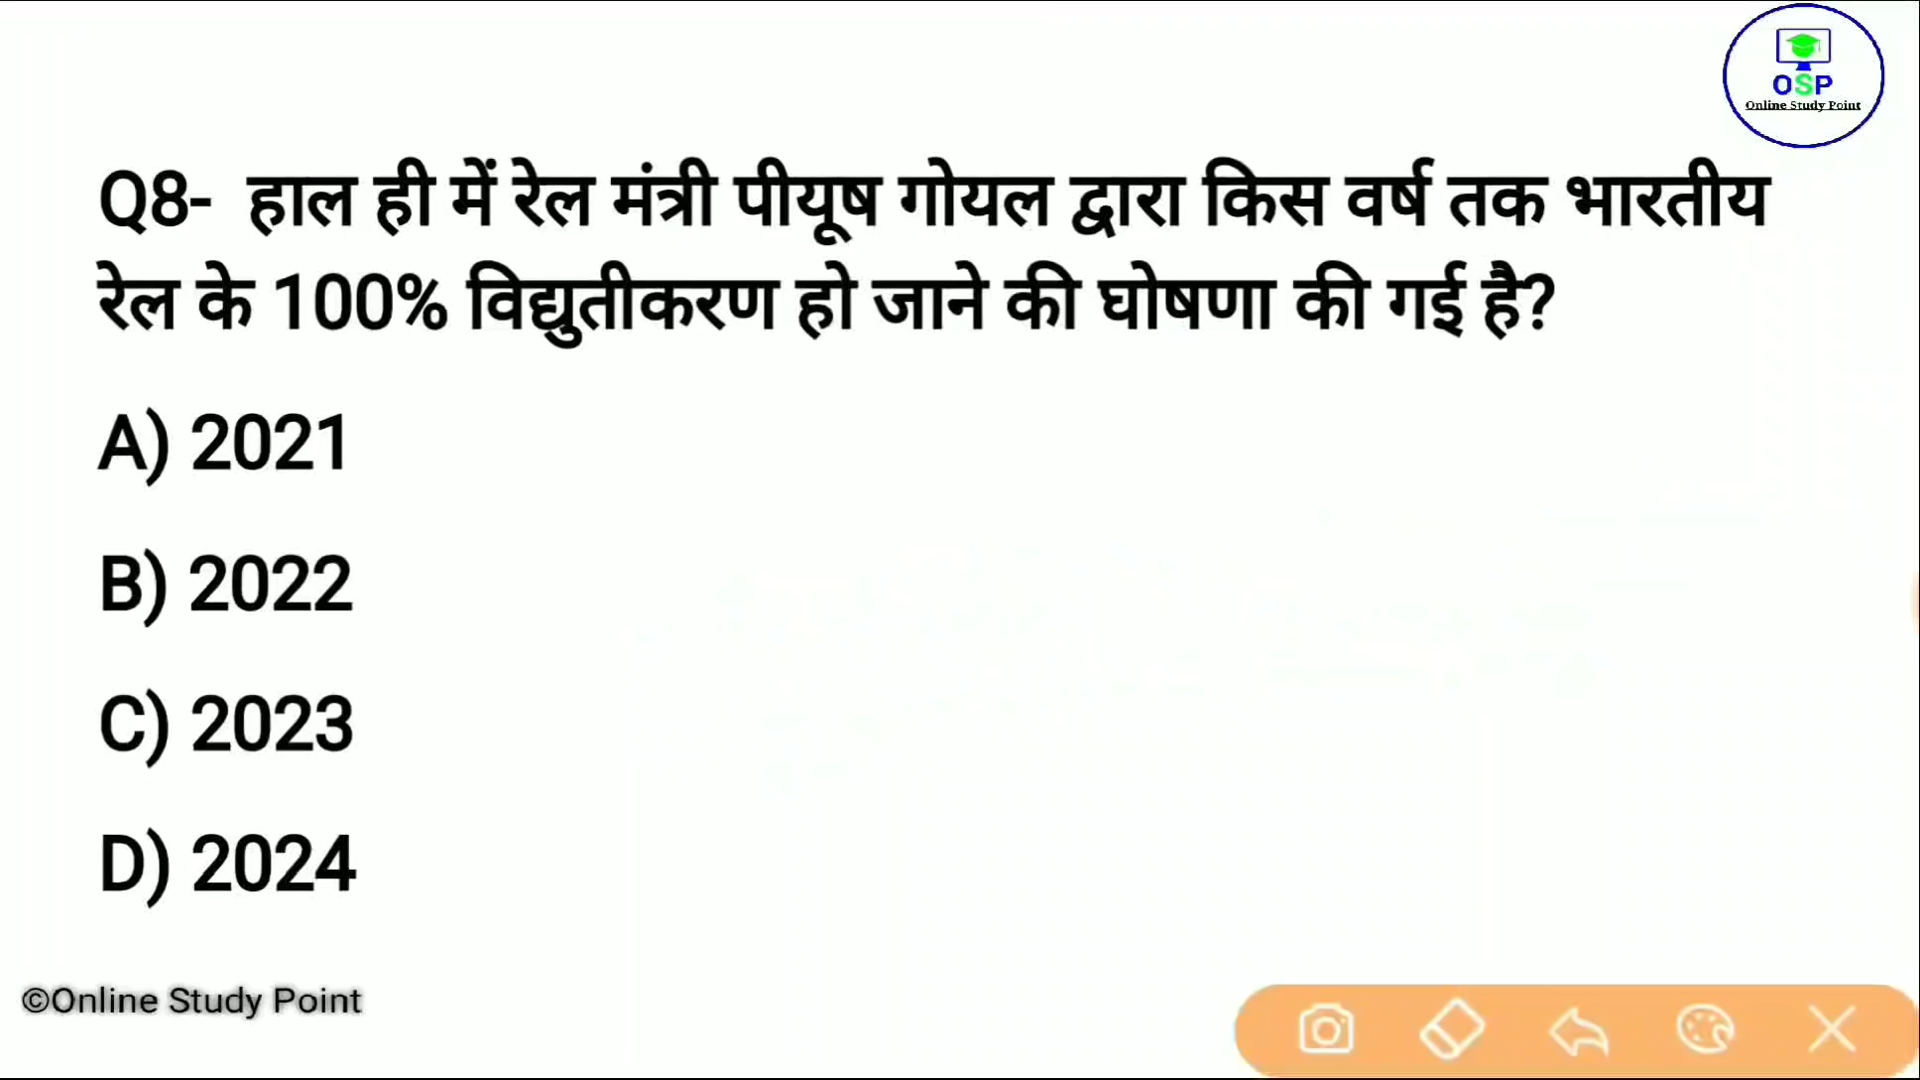 OSP
Online Study Point
Q8- हाल ही में रेल मंत्री पीयूष गोयल द्वारा किस वर्ष तक भारतीय
रेल के 100% विद्युतीकरण हो जाने की घोषणा की गई है?
A) 2021
B) 2022
C) 2023
D) 2024
©Online Study Point